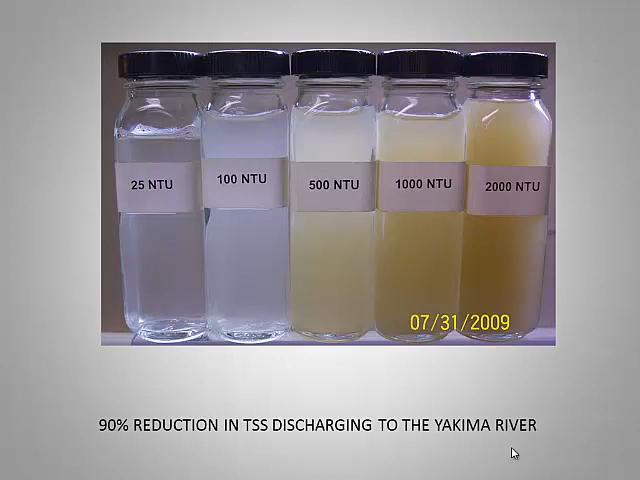 25 NTU
100 NTU
500 NTU
1000 NTU
2000 NTU
07/31/2009
90% REDUCTION IN TSS DISCHARGING TO THE YAKIMA RIVER